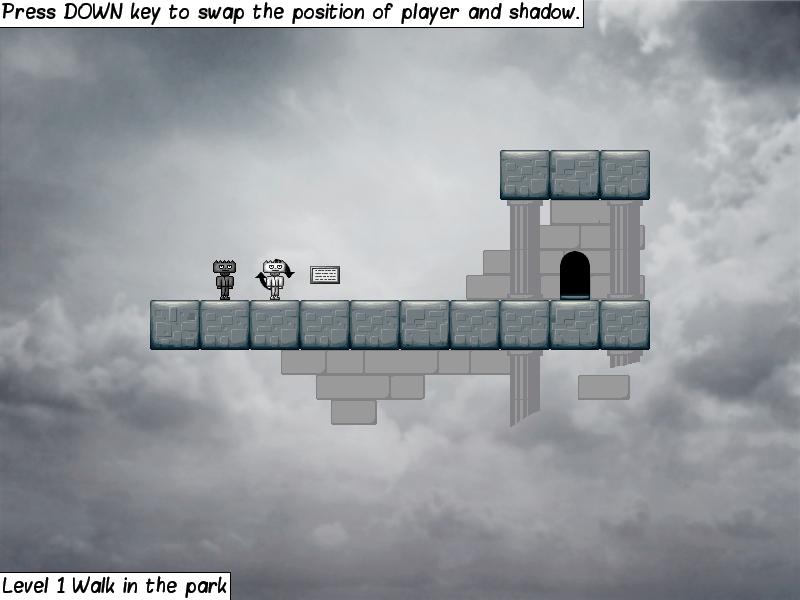 Press DOWN key to swap the position of player and shadow.
Level 1 Walk in the park